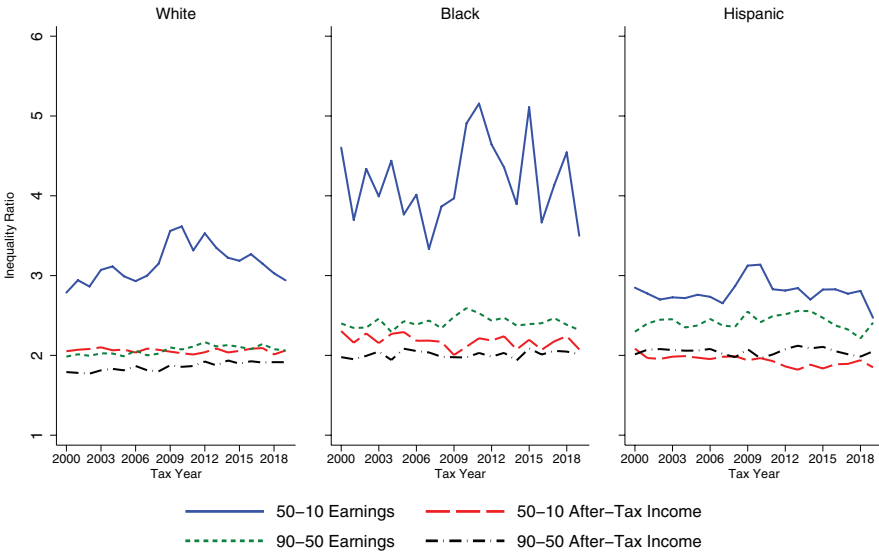 White Black Hispanic
Inequality Ratio
6
5
4
3
2
1
2000 2003 2006 2009 2012 2015 2018
Tax Year
2000 2003 2006 2009 2012 2015 2018
Tax Year
2000 2003 2006 2009 2012 2015 2018
Tax Year
50−10 Earnings 50−10 After−Tax Income
90−50 Earnings 90−50 After−Tax Income